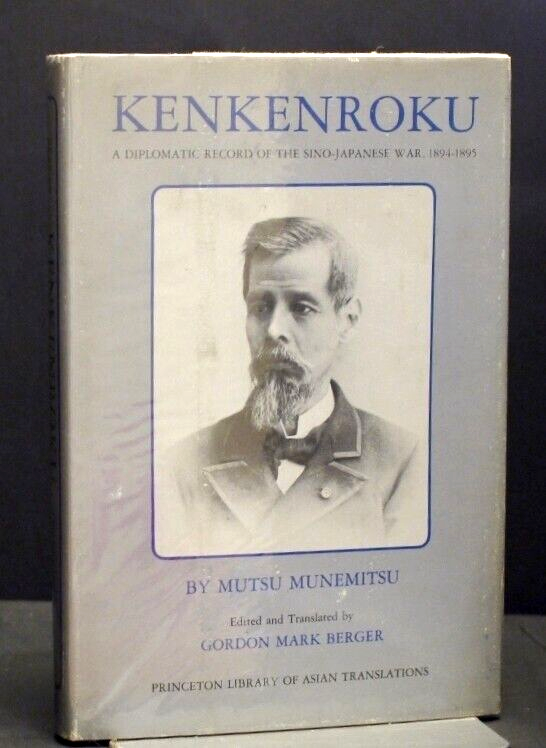 KENKENROKU
A DIPLOMATIC RECORD OF THE SINO-JAPANESE WAR, 1894-1895
BY MUTSU MUNEMITSU
Edited and Translated by
GORDON MARK BERGER
PRINCETON LIBRARY OF ASIAN TRANSLATIONS